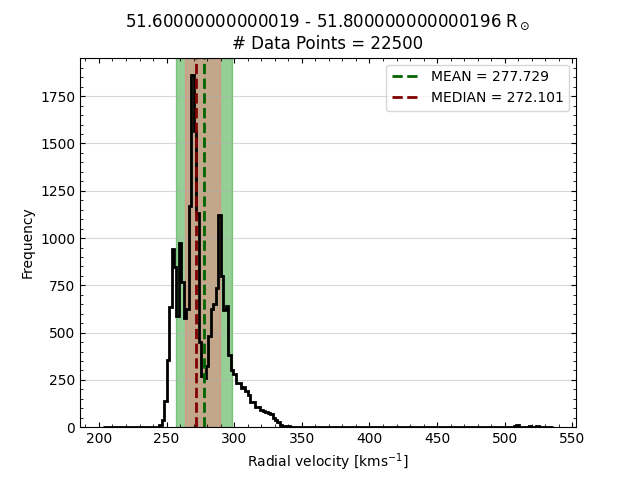 51.60000000000019 - 51.800000000000196 R⊙
# Data Points = 22500
MEAN = 277.729
MEDIAN = 272.101
Frequency
1750
1500
1250
1000
750
500
250
0
200 250 300 350 400 450 500 550
Radial velocity [kms⁻¹]